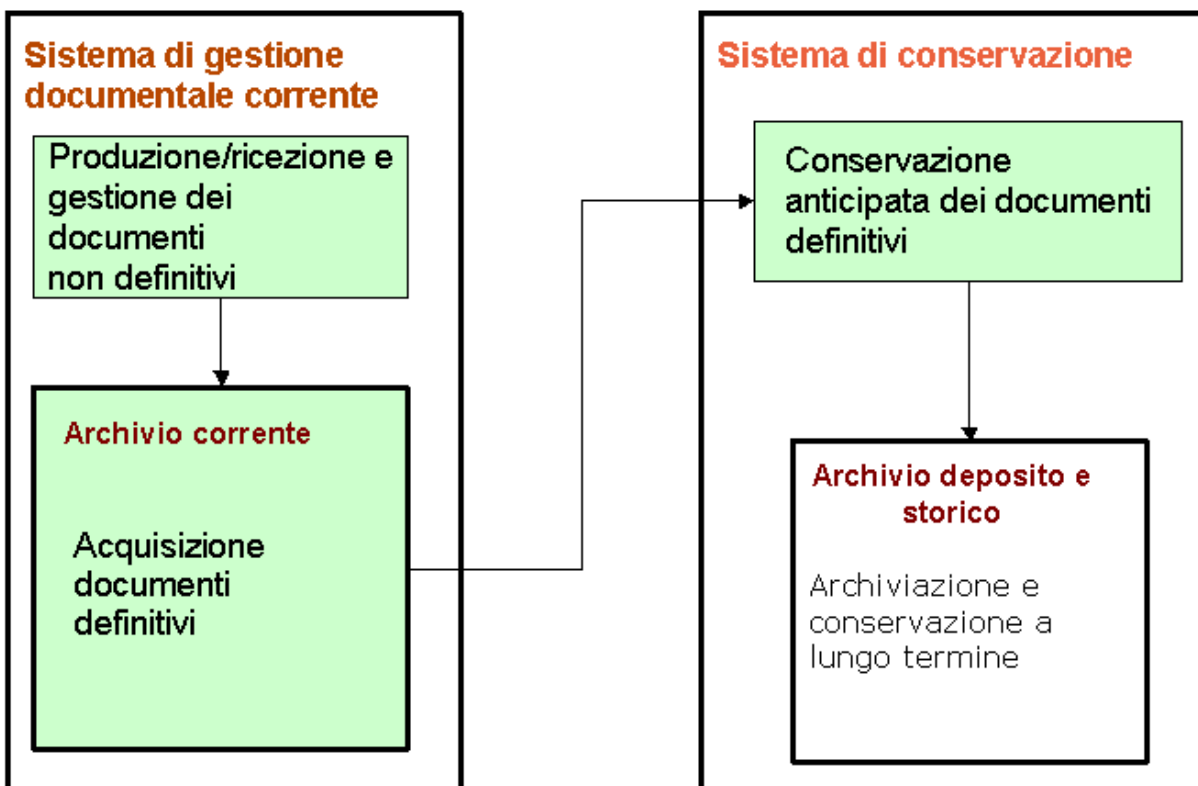 Sistema di gestione
documentale corrente
Produzione/ricezione e
gestione dei
documenti
non definitivi
Archivio corrente
Acquisizione
documenti
definitivi
Sistema di conservazione
Conservazione
anticipata dei documenti
definitivi
Archivio deposito e
storico
Archiviazione e
conservazione a
lungo termine